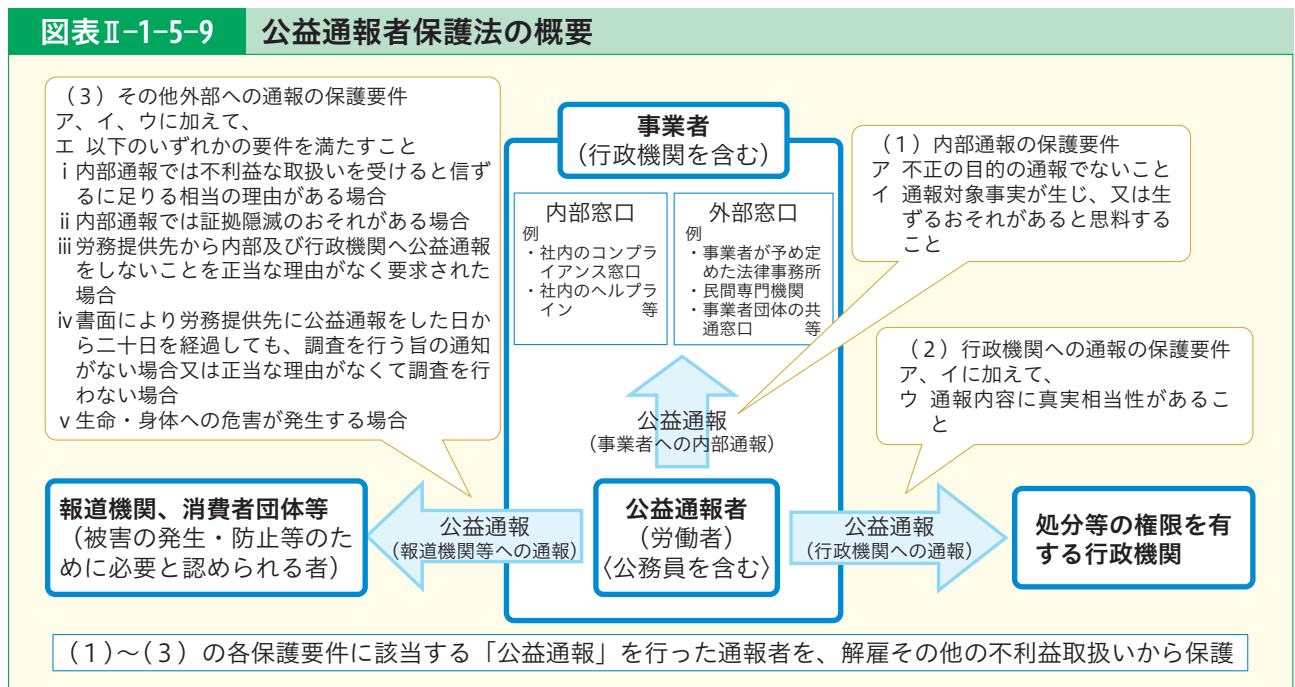 図表Ⅱ-1-5-9 公益通報者保護法の概要
（3）その他外部への通報の保護要件
ア、イ、ウに加えて、
エ 以下のいずれかの要件を満たすこと
ⅰ内部通報では不利益な取扱いを受けると信ず
るに足りる相当の理由がある場合
ⅱ内部通報では証拠隠滅のおそれがある場合
ⅲ労務提供先から内部及び行政機関へ公益通報
をしないことを正当な理由がなく要求された
場合
ⅳ書面により労務提供先に公益通報をした日か
ら二十日を経過しても、調査を行う旨の通知
がない場合又は正当な理由がなくて調査を行
わない場合
ⅴ生命・身体への危害が発生する場合
事業者
（行政機関を含む）
内部窓口
例
・社内のコンプラ
イアンス窓口
・社内のヘルプラ
イン 等
外部窓口
例
・事業者が予め定
めた法律事務所
・民間専門機関
・事業者団体の共
通窓口 等
（1）内部通報の保護要件
ア 不正の目的の通報でないこと
イ 通報対象事実が生じ、又は生
ずるおそれがあると思料する
こと
（2）行政機関への通報の保護要件
ア、イに加えて、
ウ 通報内容に真実相当性があるこ
と
公益通報
（事業者への内部通報）
報道機関、消費者団体等
（被害の発生・防止等のた
めに必要と認められる者）
公益通報
（報道機関等への通報）
公益通報者
（労働者）
〈公務員を含む〉
公益通報
（行政機関への通報）
処分等の権限を有
する行政機関
（1）～（3）の各保護要件に該当する「公益通報」を行った通報者を、解雇その他の不利益取扱いから保護